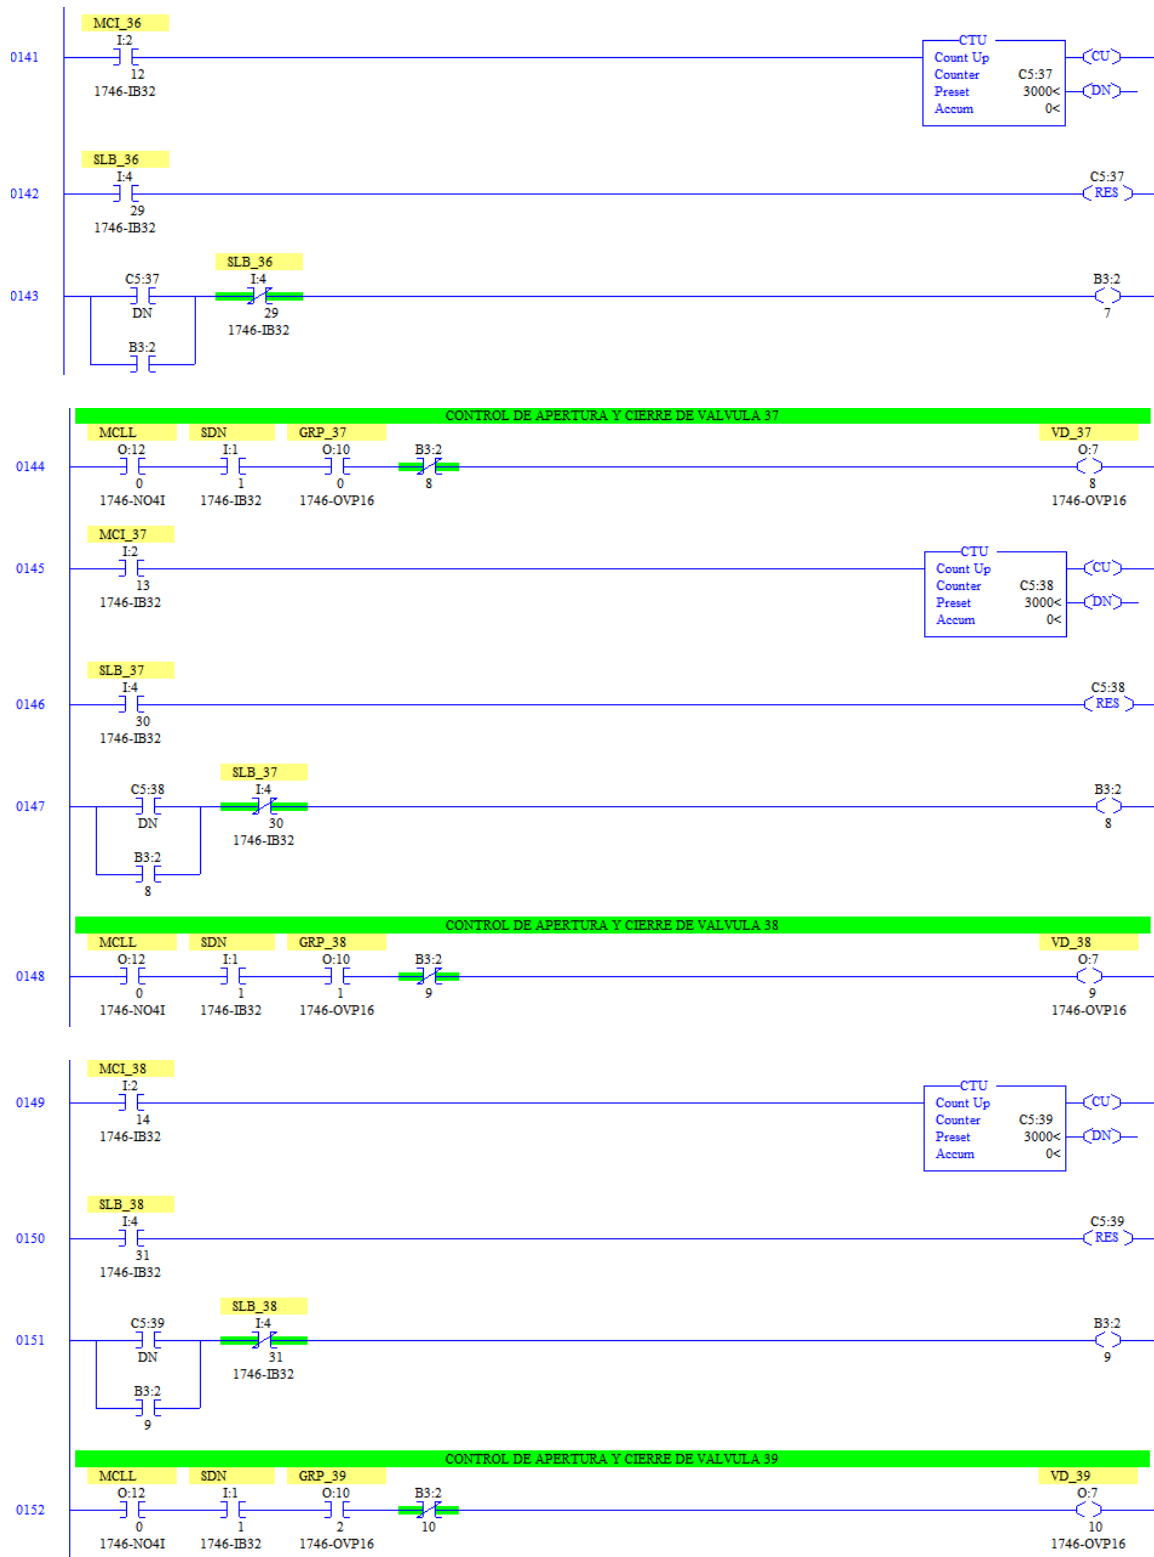 MCI_36
I:2
CTU
0141
Count Up
CU
12
Counter C5:37
1746-IB32
Preset 3000<
DN
Accum 0<
SLB_36
I:4
C5:37
0142
RES
29
1746-IB32
SLB_36
C5:37
I:4
B3:2
0143
DN
29
7
1746-IB32
B3:2
CONTROL DE APERTURA Y CIERRE DE VALVULA 37
MCLL SDN GRP_37 VD_37
O:12 I:1 O:10 B3:2 O:7
0144
0 1 0 8 8
1746-NO4I 1746-IB32 1746-OVP16 1746-OVP16
MCI_37
I:2
CTU
0145
Count Up
CU
13
Counter C5:38
1746-IB32
Preset 3000<
DN
Accum 0<
SLB_37
I:4
C5:38
0146
RES
30
1746-IB32
SLB_37
C5:38
I:4
B3:2
0147
DN
30
8
1746-IB32
B3:2
8
CONTROL DE APERTURA Y CIERRE DE VALVULA 38
MCLL SDN GRP_38 VD_38
O:12 I:1 O:10 B3:2 O:7
0148
0 1 1 9 9
1746-NO4I 1746-IB32 1746-OVP16 1746-OVP16
MCI_38
I:2
CTU
0149
Count Up
CU
14
Counter C5:39
1746-IB32
Preset 3000<
DN
Accum 0<
SLB_38
I:4
C5:39
0150
RES
31
1746-IB32
SLB_38
C5:39
I:4
B3:2
0151
DN
31
9
1746-IB32
B3:2
9
CONTROL DE APERTURA Y CIERRE DE VALVULA 39
MCLL SDN GRP_39 VD_39
O:12 I:1 O:10 B3:2 O:7
0152
0 1 2 10 10
1746-NO4I 1746-IB32 1746-OVP16 1746-OVP16